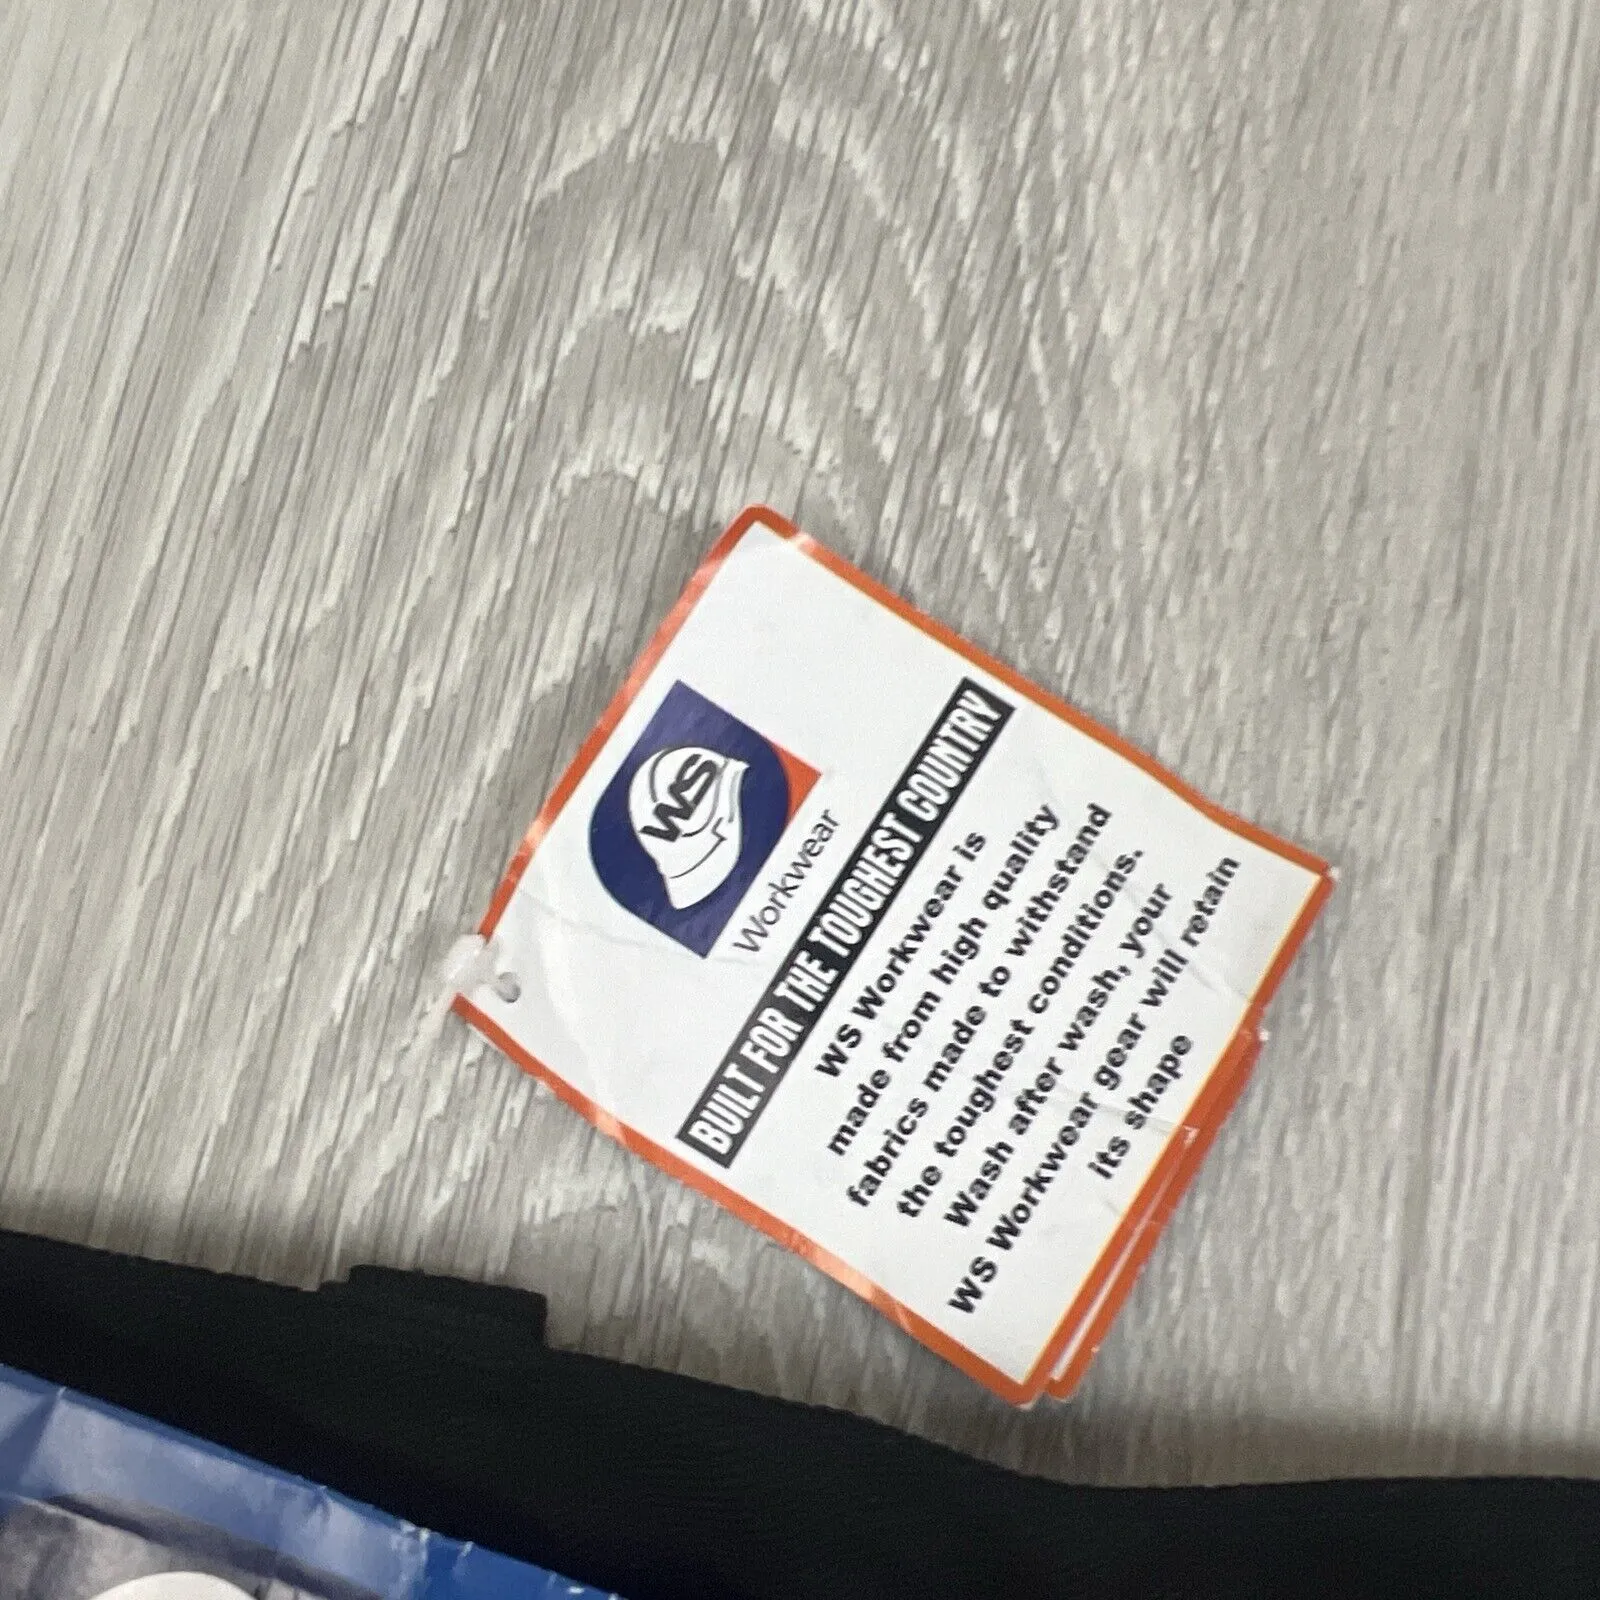 WS
Workwear
BUILT FOR THE TOUGHEST COUNTRY
WS Workwear is
made from high quality
fabrics made to withstand
the toughest conditions.
Wash after wash, your
WS Workwear gear will retain
its shape